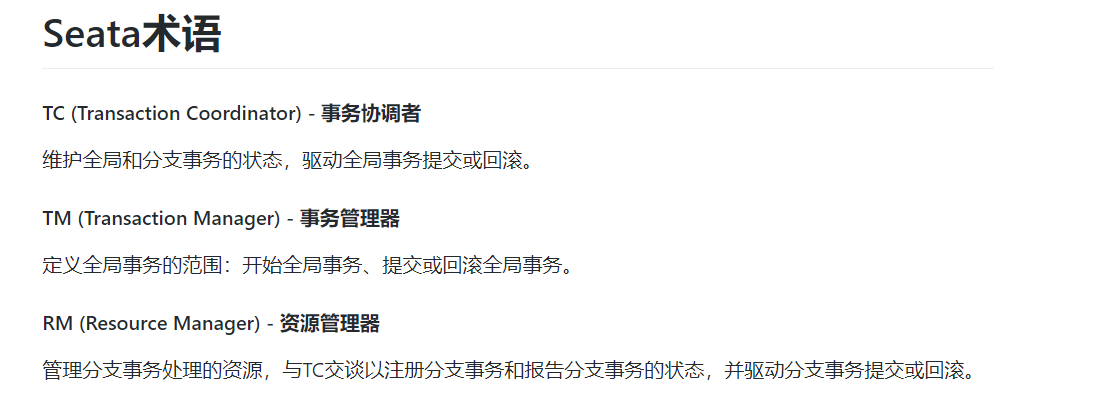 Seata术语
TC (Transaction Coordinator) - 事务协调者
维护全局和分支事务的状态，驱动全局事务提交或回滚。
TM (Transaction Manager) - 事务管理器
定义全局事务的范围：开始全局事务、提交或回滚全局事务。
RM (Resource Manager) - 资源管理器
管理分支事务处理的资源，与TC交谈以注册分支事务和报告分支事务的状态，并驱动分支事务提交或回滚。